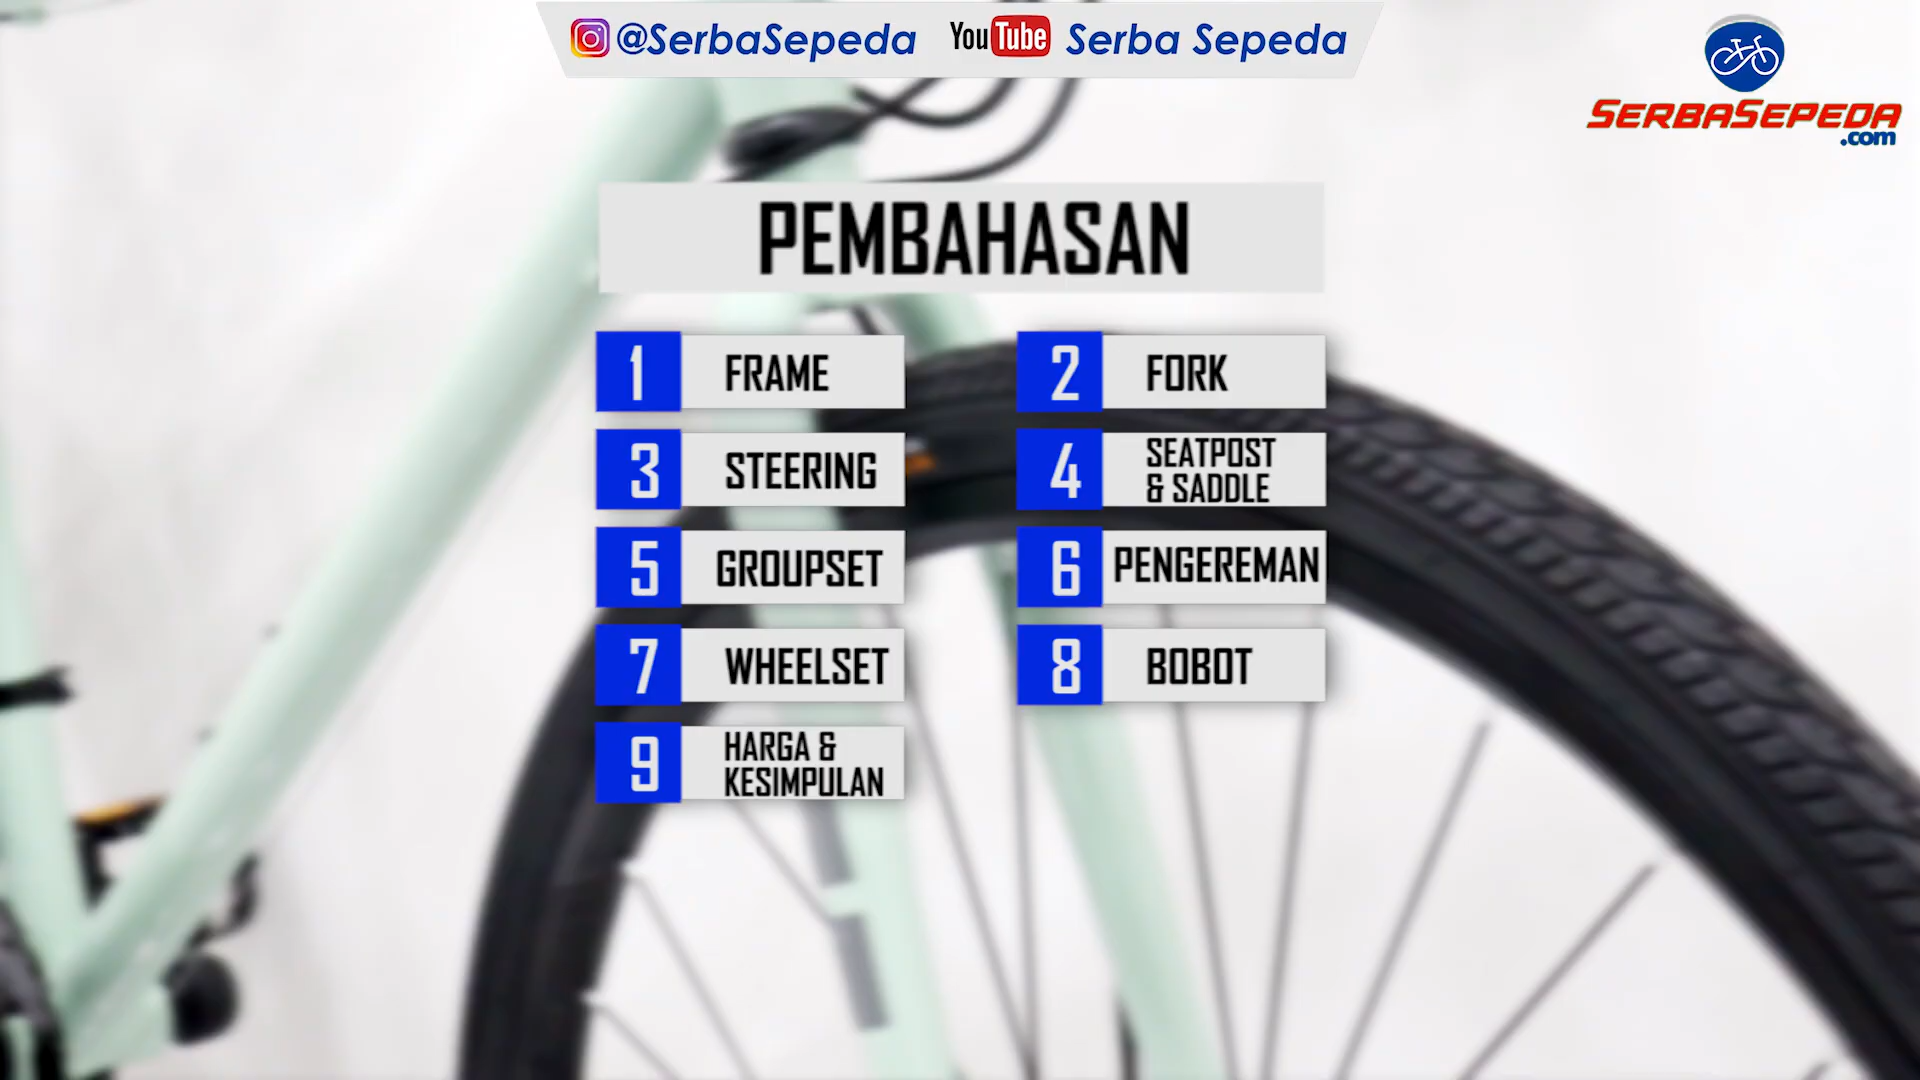 @SerbaSepeda YouTube Serba Sepeda
SERBASEPEDA
.com
PEMBAHASAN
1 FRAME
2 FORK
3 STEERING
4 SEATPOST
& SADDLE
5 GROUPSET
6 PENGEREMAN
7 WHEELSET
8 BOBOT
9 HARGA &
KESIMPULAN